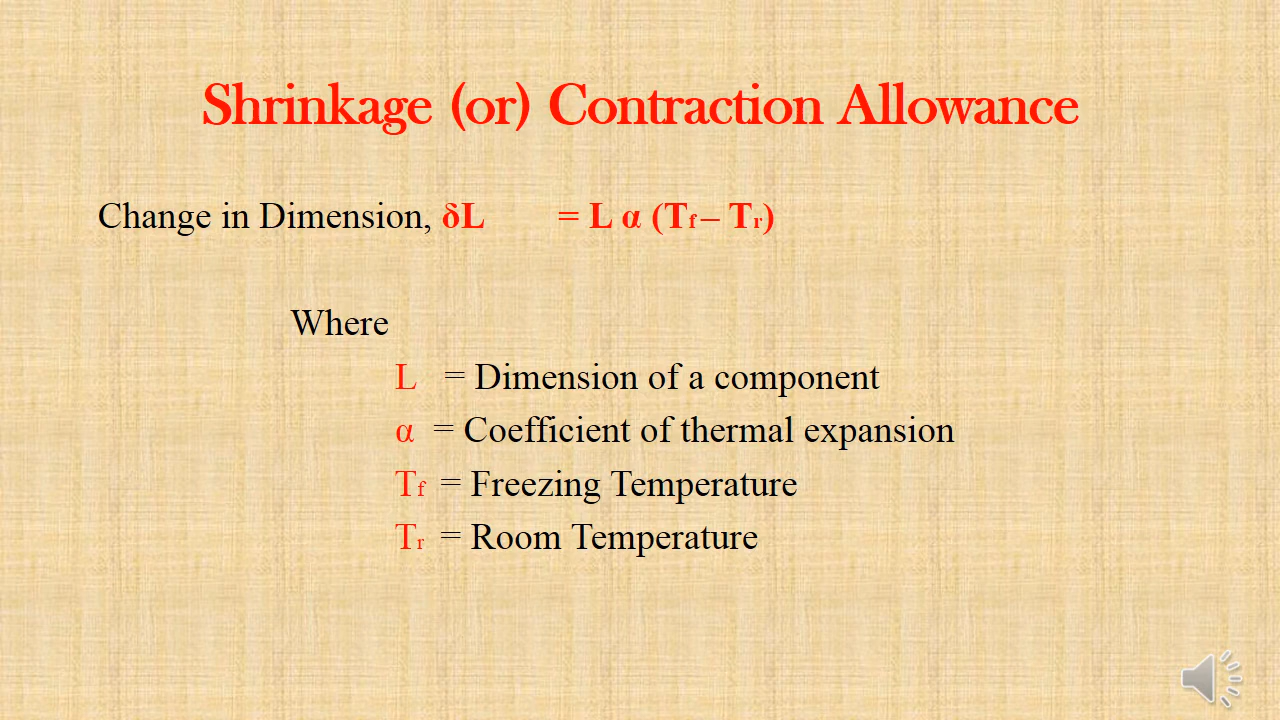 Shrinkage (or) Contraction Allowance
Change in Dimension, δL = L α (Tf – Tr)
Where
L = Dimension of a component
α = Coefficient of thermal expansion
Tf = Freezing Temperature
Tr = Room Temperature